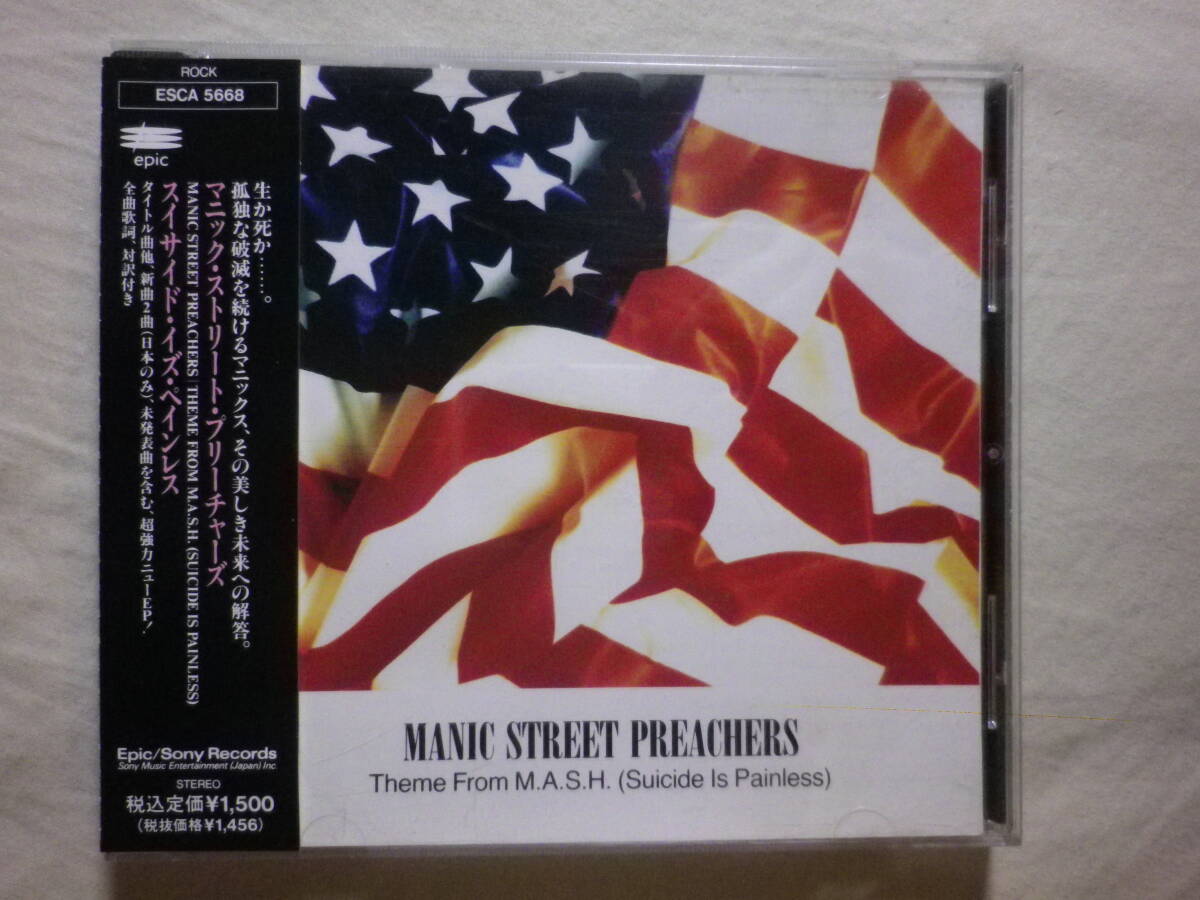 ROCK
ESCA 5668
epic
生か死か……。
孤独な破滅を続けるマニックス、その美しき未来への解答。
マニック・ストリート・プリーチャーズ
MANIC STREET PREACHERS/THEME FROM M.A.S.H. (SUICIDE IS PAINLESS)
スイサイド・イズ・ペインレス
タイトル曲他、新曲2曲(日本のみ)、未発表曲を含む、超強力ニューEP!
全曲歌詞、対訳付き
Epic/Sony Records
Sony Music Entertainment (Japan) Inc.
STEREO
税込定価¥1,500
(税抜価格¥1,456)
MANIC STREET PREACHERS
Theme From M.A.S.H. (Suicide Is Painless)